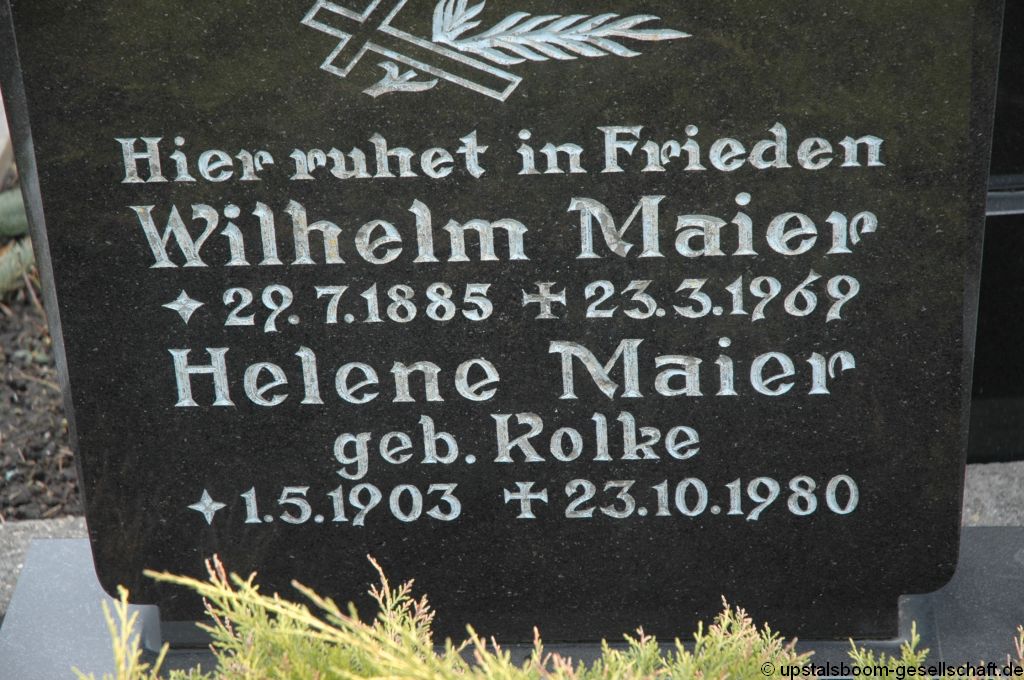 Hier ruhet in Frieden
Wilhelm Maier
✧ 29.7.1885 ✠ 23.3.1969
Helene Maier
geb. Kolke
✧ 1.5.1903 ✠ 23.10.1980
© upstalsboom-gesellschaft.de